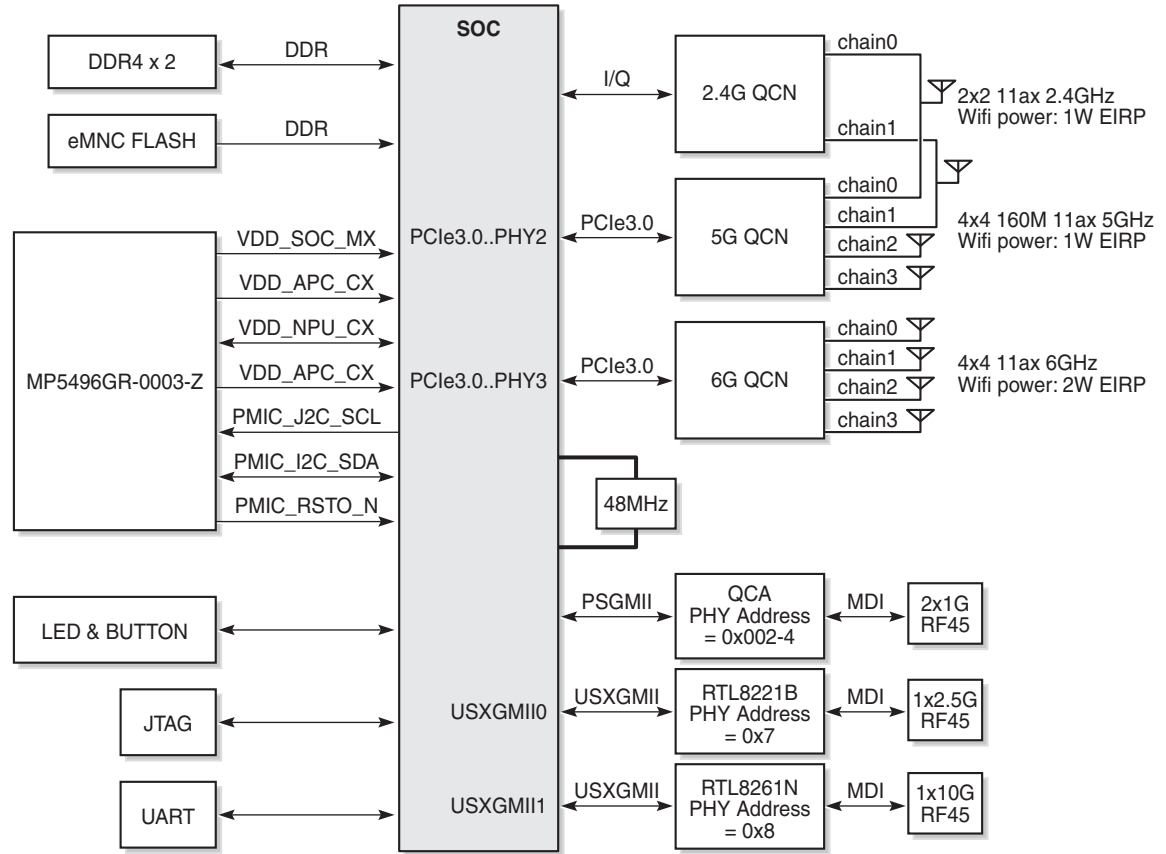 SOC
DDR4 x 2
DDR
eMNC FLASH
DDR
MP5496GR-0003-Z
VDD_SOC_MX
VDD_APC_CX
VDD_NPU_CX
VDD_APC_CX
PMIC_J2C_SCL
PMIC_I2C_SDA
PMIC_RSTO_N
LED & BUTTON
JTAG
UART
PCIe3.0..PHY2
PCIe3.0..PHY3
USXGMII0
USXGMII1
I/Q
2.4G QCN
chain0
chain1
2x2 11ax 2.4GHz
Wifi power: 1W EIRP
PCIe3.0
5G QCN
chain0
chain1
chain2
chain3
4x4 160M 11ax 5GHz
Wifi power: 1W EIRP
PCIe3.0
6G QCN
chain0
chain1
chain2
chain3
4x4 11ax 6GHz
Wifi power: 2W EIRP
48MHz
PSGMII
QCA
PHY Address
= 0x002-4
MDI
2x1G
RF45
USXGMII
RTL8221B
PHY Address
= 0x7
MDI
1x2.5G
RF45
USXGMII
RTL8261N
PHY Address
= 0x8
MDI
1x10G
RF45